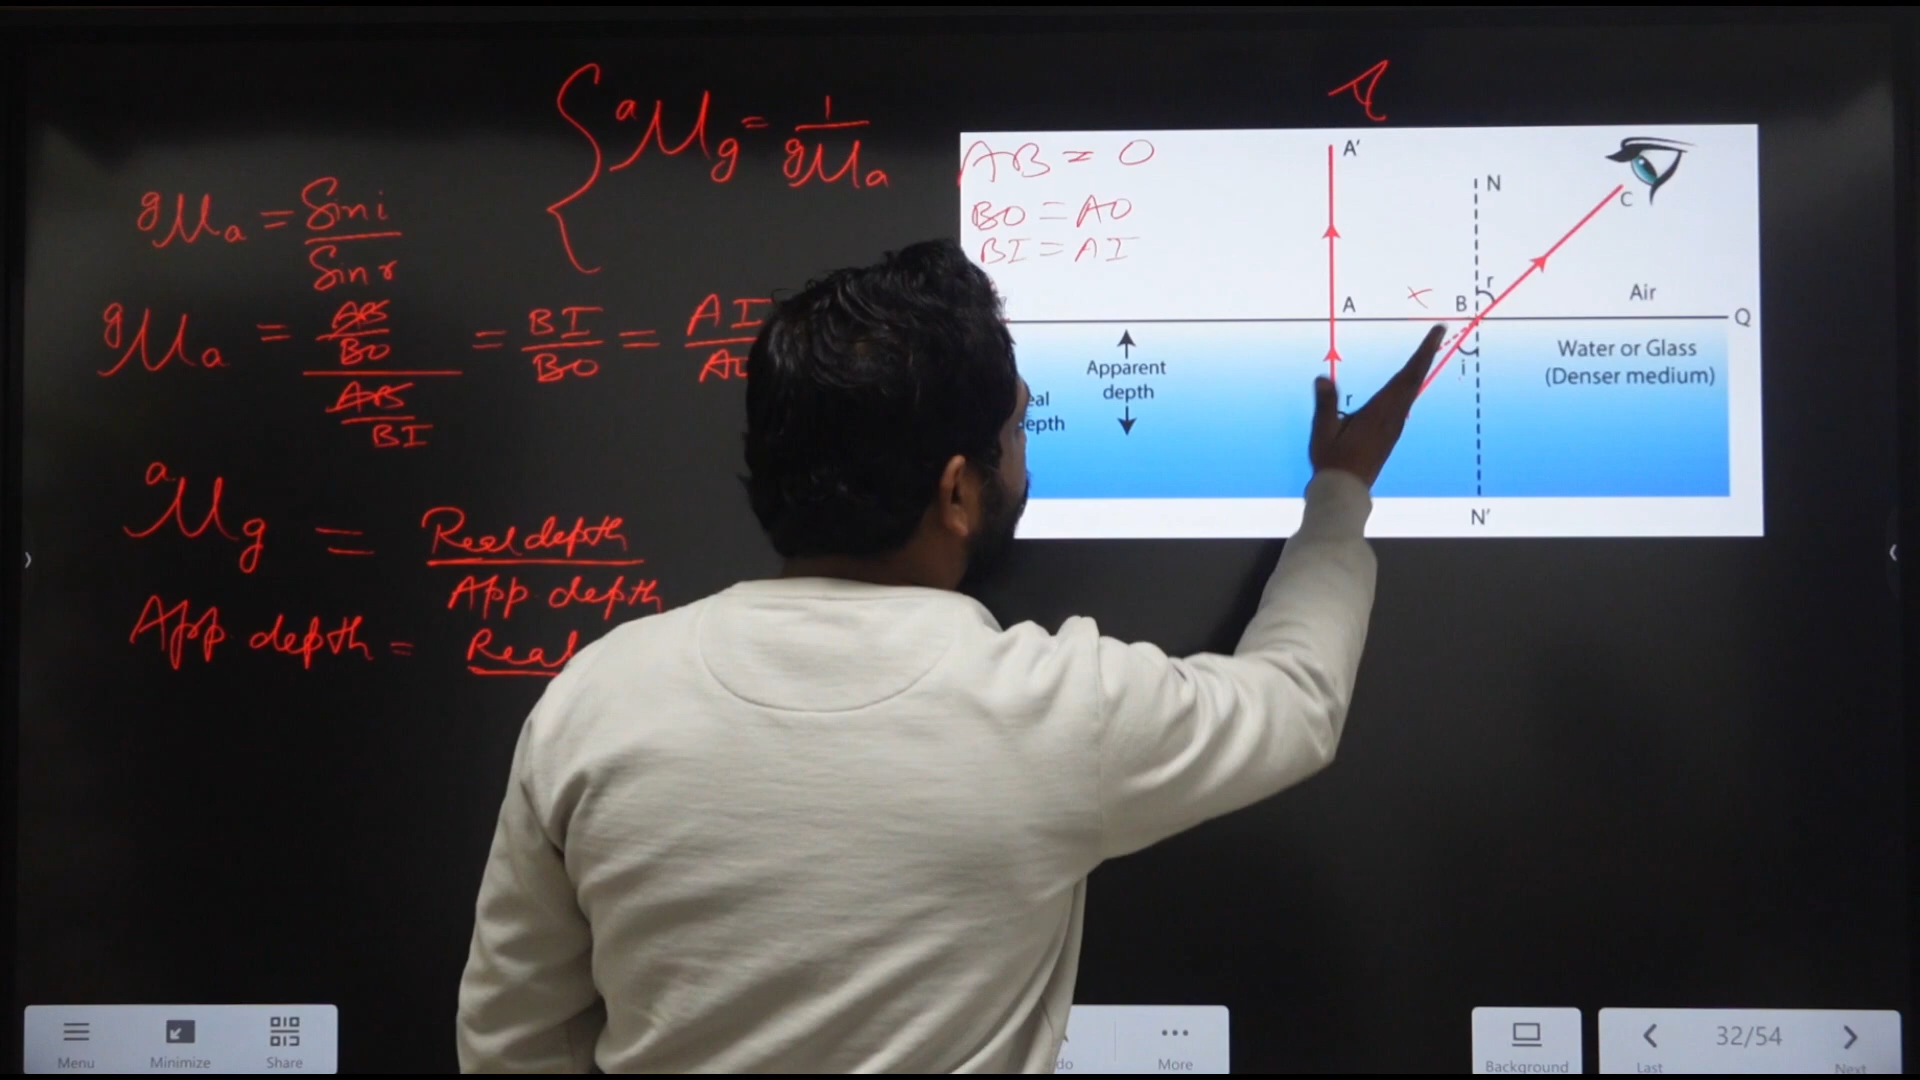 ᵃμg = 1/gμa
gμa = Sin i/Sin r
gμa = AB/BO / AB/BI = BI/BO = AI
ᵃμg = Real depth/App. depth
App. depth = Real
AB = 0
BO = AO
BI = AI
A'
N
C
r
x
A
B
Air
Q
Apparent depth
Water or Glass
(Denser medium)
i
r
N'
Menu
Minimize
Share
More
Background
Last
32/54
Next